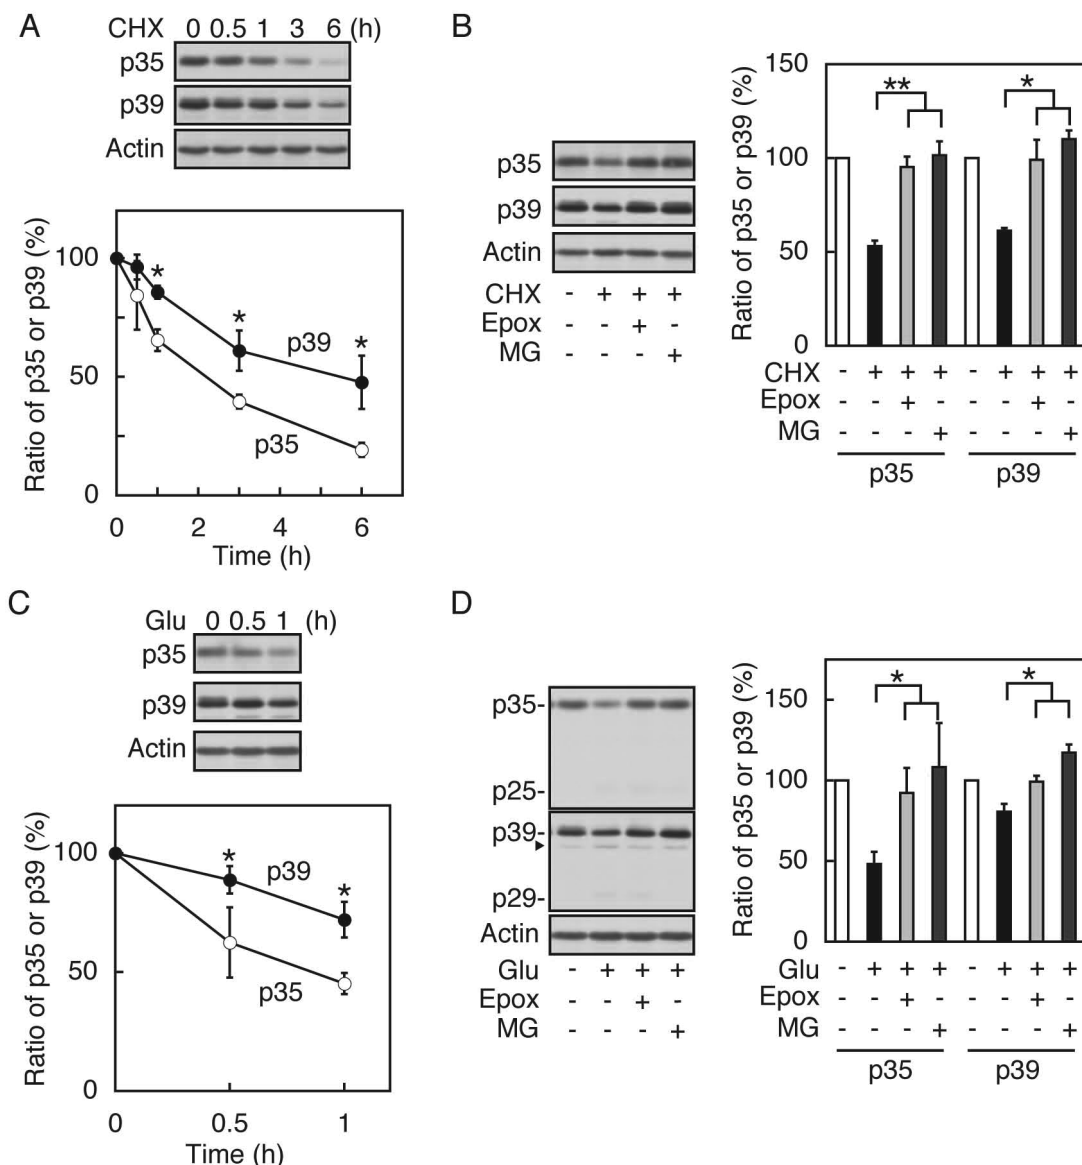 A
CHX 0 0.5 1 3 6 (h)
p35
p39
Actin
Ratio of p35 or p39 (%)
100
50
0
* * *
p39
p35
0 2 4 6
Time (h)
B
p35
p39
Actin
CHX - + + +
Epox - - + -
MG - - - +
Ratio of p35 or p39 (%)
150
100
50
0
** *
CHX - + + + - + + +
Epox - - + - - - + -
MG - - - + - - - +
p35 p39
C
Glu 0 0.5 1 (h)
p35
p39
Actin
Ratio of p35 or p39 (%)
100
50
0
* *
p39
p35
0 0.5 1
Time (h)
D
p35-
p25-
p39-
p29-
Actin
Glu - + + +
Epox - - + -
MG - - - +
Ratio of p35 or p39 (%)
150
100
50
0
* *
Glu - + + + - + + +
Epox - - + - - - + -
MG - - - + - - - +
p35 p39